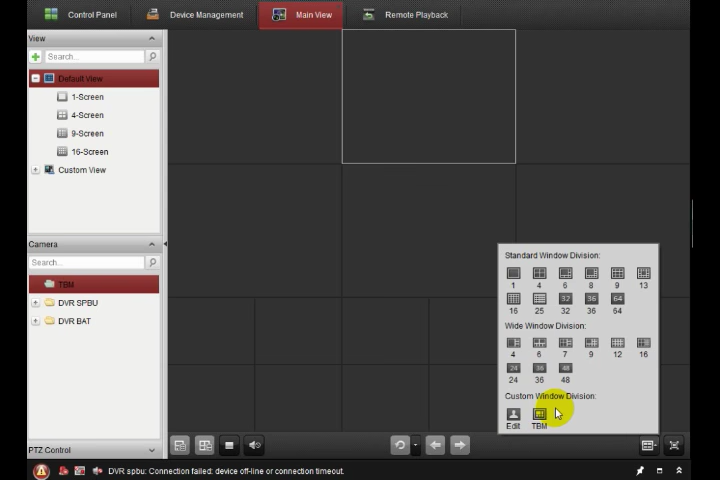 Control Panel Device Management Main View Remote Playback
View
Search...
Default View
1-Screen
4-Screen
9-Screen
16-Screen
Custom View
Camera
Search...
TBM
DVR SPBU
DVR BAT
PTZ Control
Standard Window Division:
1 4 6 8 9 13
32 36 64
16 25 32 36 64
Wide Window Division:
4 6 7 9 12 16
24 36 48
24 36 48
Custom Window Division:
Edit TBM
DVR spbu: Connection failed: device off-line or connection timeout.